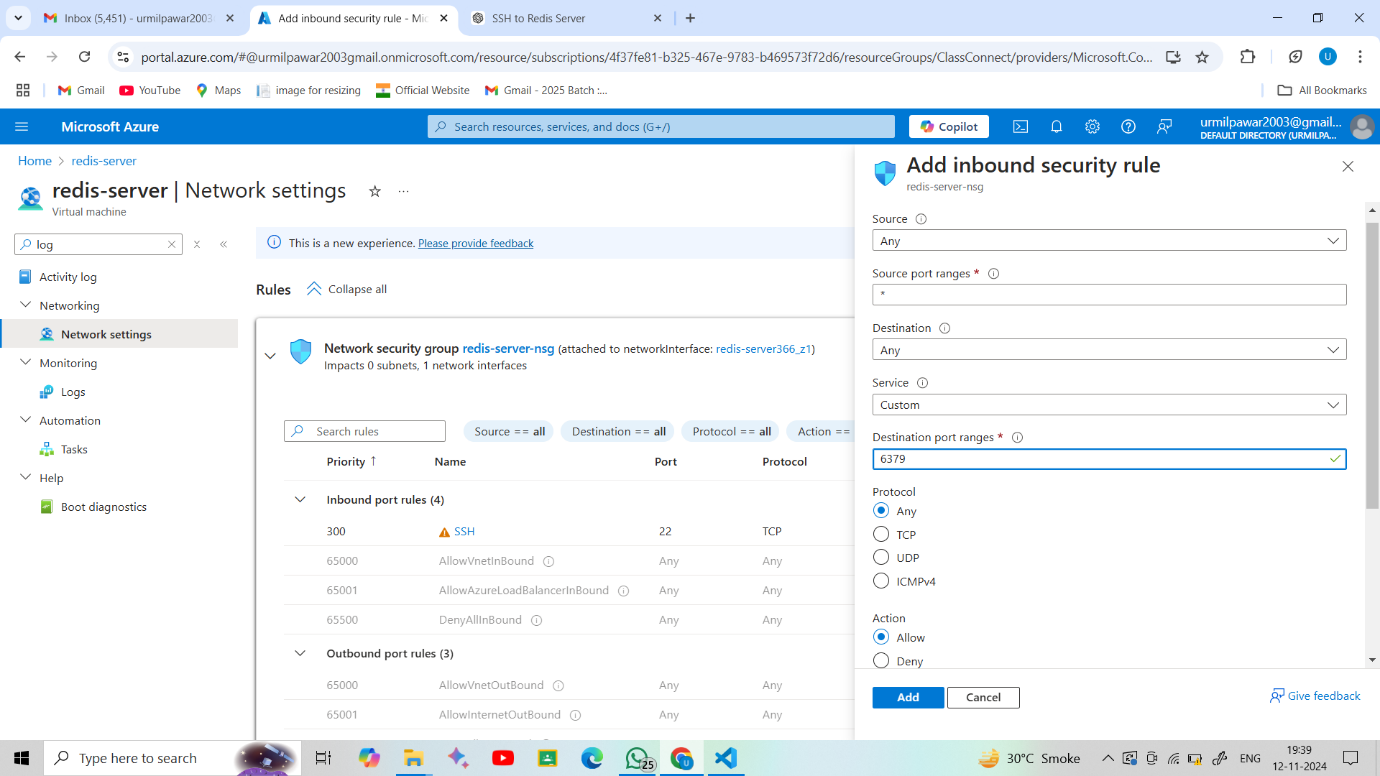 Inbox (5,451) - urmilpawar2003
Add inbound security rule - Mic
SSH to Redis Server
portal.azure.com/#@urmilpawar2003gmail.onmicrosoft.com/resource/subscriptions/4f37fe81-b325-467e-9783-b469573f72d6/resourceGroups/ClassConnect/providers/Microsoft.Co...
Gmail
YouTube
Maps
image for resizing
Official Website
Gmail - 2025 Batch :...
All Bookmarks
Microsoft Azure
Search resources, services, and docs (G+/)
Copilot
urmilpawar2003@gmail...
DEFAULT DIRECTORY (URMILPA...
Home > redis-server
redis-server | Network settings
Virtual machine
log
Activity log
Networking
Network settings
Monitoring
Logs
Automation
Tasks
Help
Boot diagnostics
This is a new experience. Please provide feedback
Rules
Collapse all
Network security group redis-server-nsg (attached to networkInterface: redis-server366_z1)
Impacts 0 subnets, 1 network interfaces
Search rules
Source == all
Destination == all
Protocol == all
Action ==
Priority ↑ Name Port Protocol
Inbound port rules (4)
300 SSH 22 TCP
65000 AllowVnetInBound Any Any
65001 AllowAzureLoadBalancerInBound Any Any
65500 DenyAllInBound Any Any
Outbound port rules (3)
65000 AllowVnetOutBound Any Any
65001 AllowInternetOutBound Any Any
Add inbound security rule
redis-server-nsg
Source
Any
Source port ranges *
*
Destination
Any
Service
Custom
Destination port ranges *
6379
Protocol
Any
TCP
UDP
ICMPv4
Action
Allow
Deny
Add
Cancel
Give feedback
Type here to search
25
30°C Smoke
ENG
19:39
12-11-2024